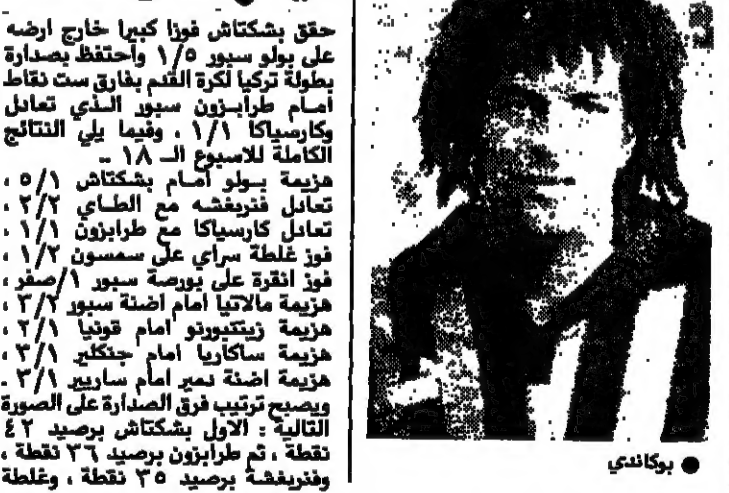 حقق بشكتاش فوزا كبيرا خارج ارضه
على بولو سبور ١/٥ واحتفظ بصدارة
بطولة تركيا لكرة القدم بفارق ست نقاط
امام طرابزون سبور الذي تعادل
وكارسياكا ١/١ ، وفيما يلي النتائج
الكاملة للاسبوع الـ ١٨ ـ
هزيمة بولو امام بشكتاش ٥/١ ،
تعادل فنربغشه مع الطاي ٢/٢ ،
تعادل كارسياكا مع طرابزون ١/١ ،
فوز غلطة سراي على سمسون ١/٢ ،
فوز انقرة على بورصة سبور ١/صفر ،
هزيمة مالاتيا امام اضنة سبور ٣/٢ ،
هزيمة زيتنبورنو امام قونيا ٢/١ ،
هزيمة ساكاريا امام جنكلير ٣/١ ،
هزيمة اضنة دمير امام ساريير ٣/١ ـ
ويصبح ترتيب فرق الصدارة على الصورة
التالية : الاول بشكتاش برصيد ٤٢
نقطة ، ثم طرابزون برصيد ٣٦ نقطة ،
وفنربغشة برصيد ٣٥ نقطة ، وغلطة
● بوكاندي